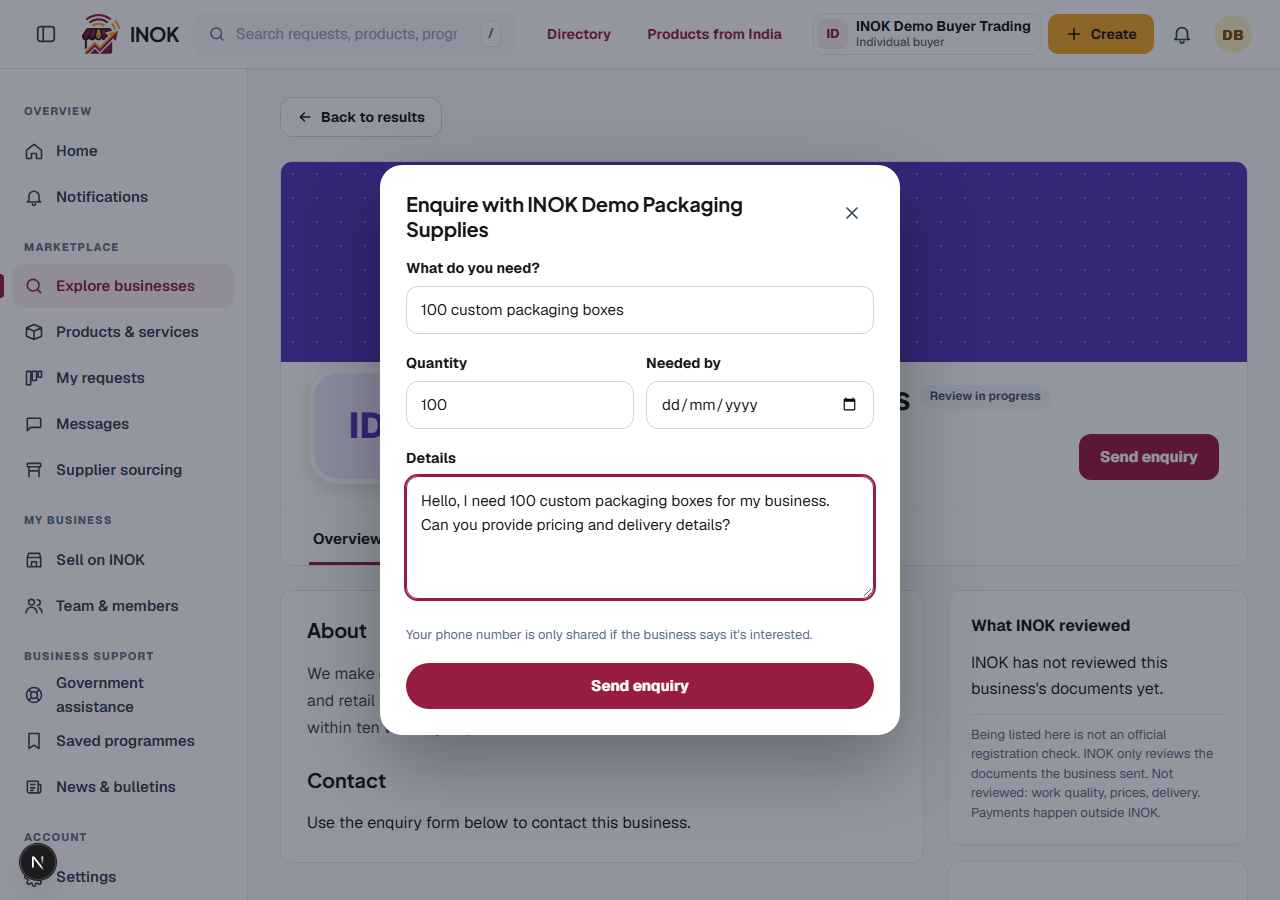 INOK
Search requests, products, progr
/
Directory
Products from India
ID
INOK Demo Buyer Trading
Individual buyer
Create
DB
OVERVIEW
Home
Notifications
MARKETPLACE
Explore businesses
Products & services
My requests
Messages
Supplier sourcing
MY BUSINESS
Sell on INOK
Team & members
BUSINESS SUPPORT
Government
assistance
Saved programmes
News & bulletins
ACCOUNT
N
Settings
Back to results
ID
s
Review in progress
Send enquiry
Overview
Enquire with INOK Demo Packaging
Supplies
What do you need?
100 custom packaging boxes
Quantity
Needed by
100
dd/mm/yyyy
Details
Hello, I need 100 custom packaging boxes for my business.
Can you provide pricing and delivery details?
Your phone number is only shared if the business says it's interested.
Send enquiry
About
We make
and retail
within ten
Contact
Use the enquiry form below to contact this business.
What INOK reviewed
INOK has not reviewed this
business's documents yet.
Being listed here is not an official
registration check. INOK only reviews the
documents the business sent. Not
reviewed: work quality, prices, delivery.
Payments happen outside INOK.